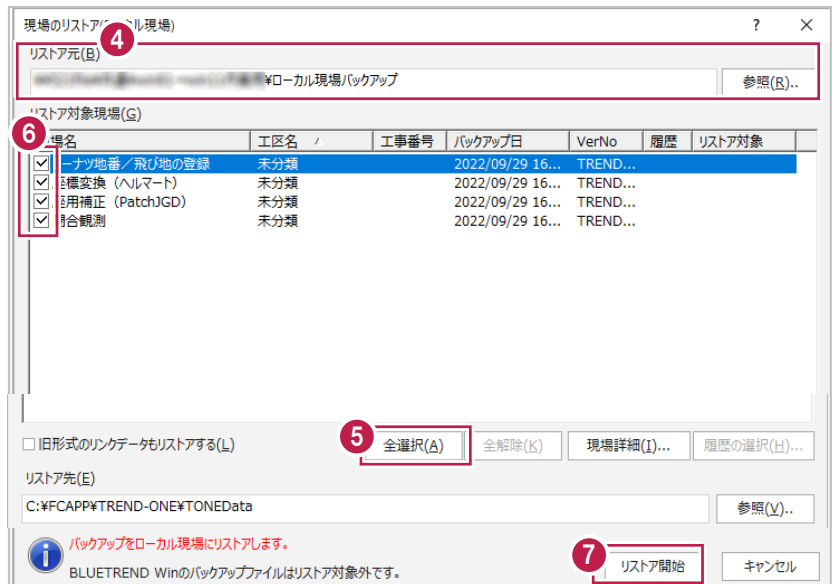 現場のリストア(ローカル現場) ? ×
4
リストア元(B)
¥ローカル現場バックアップ 参照(R)..
リストア対象現場(G)
6
場名 工区名 工事番号 バックアップ日 VerNo 履歴 リストア対象
ーナツ地番／飛び地の登録 未分類 2022/09/29 16... TREND...
標変換（ヘルマート） 未分類 2022/09/29 16... TREND...
用補正（PatchJGD） 未分類 2022/09/29 16... TREND...
合観測 未分類 2022/09/29 16... TREND...
旧形式のリンクデータもリストアする(L) 5 全選択(A) 全解除(K) 現場詳細(I)... 履歴の選択(H)...
リストア先(E)
C:¥FCAPP¥TREND-ONE¥TONEData 参照(V)..
バックアップをローカル現場にリストアします。
BLUETREND Winのバックアップファイルはリストア対象外です。
7 リストア開始 キャンセル